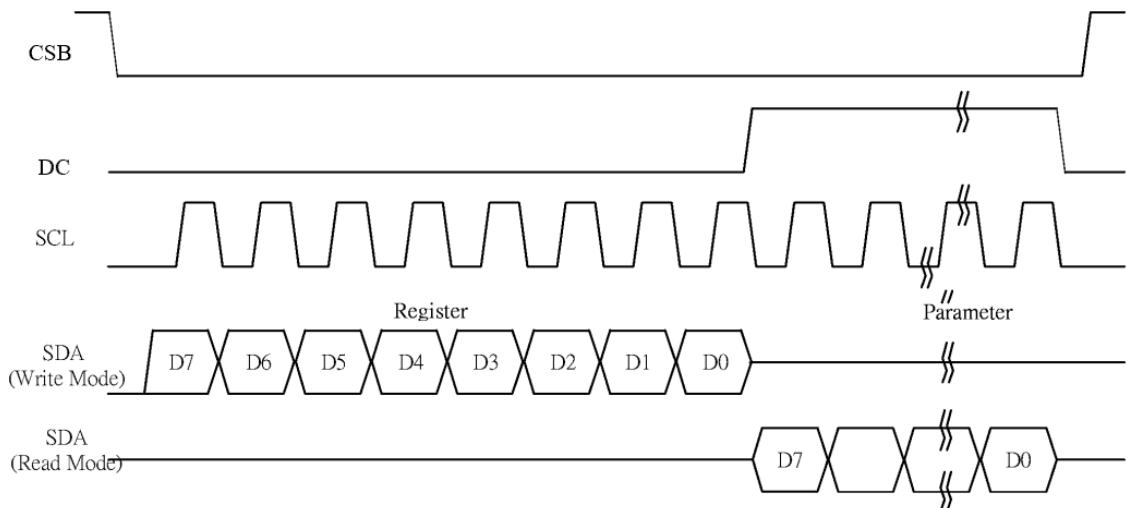 CSB
DC
SCL
Register
Parameter
SDA
(Write Mode)
D7 D6 D5 D4 D3 D2 D1 D0
SDA
(Read Mode)
D7 D0